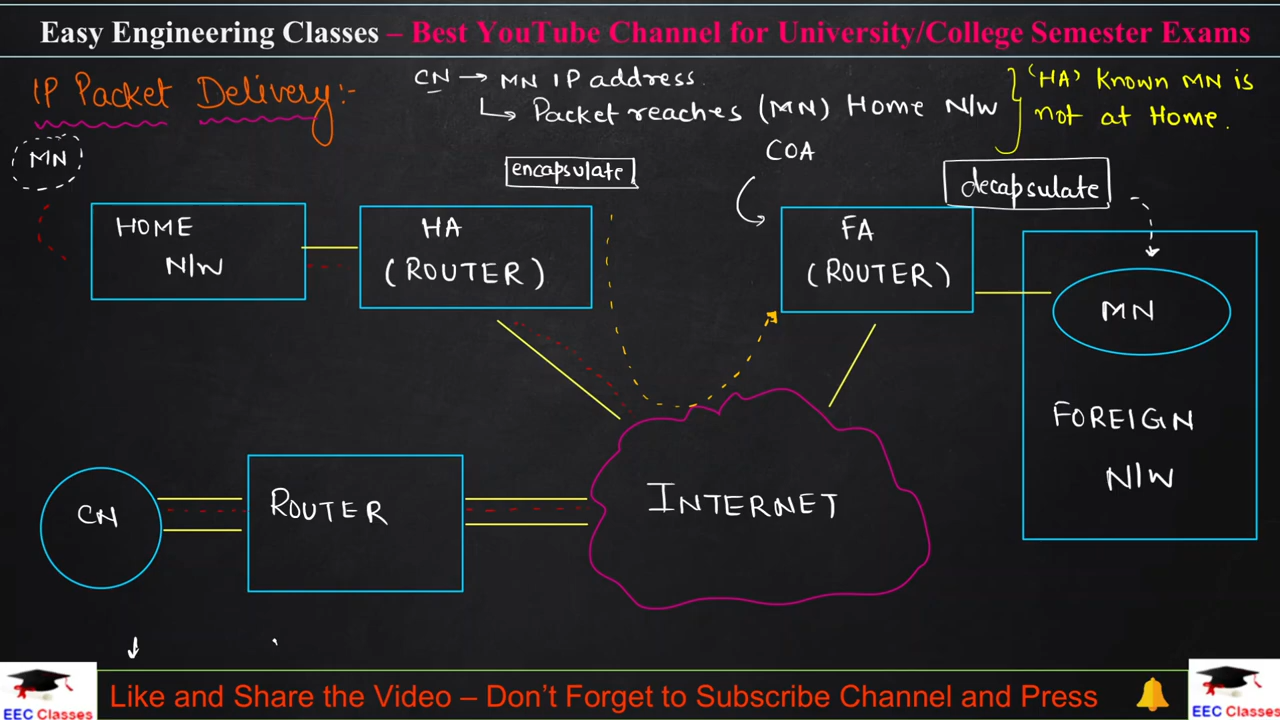 Easy Engineering Classes – Best YouTube Channel for University/College Semester Exams
IP Packet Delivery:-
CN → MN IP address.
↳ Packet reaches (MN) Home N/W
'HA' Known MN is
not at Home.
MN
COA
encapsulate
decapsulate
HOME
N/W
HA
(ROUTER)
FA
(ROUTER)
MN
FOREIGN
N/W
CN
ROUTER
INTERNET
Like and Share the Video – Don't Forget to Subscribe Channel and Press
EEC Classes
EEC Classes